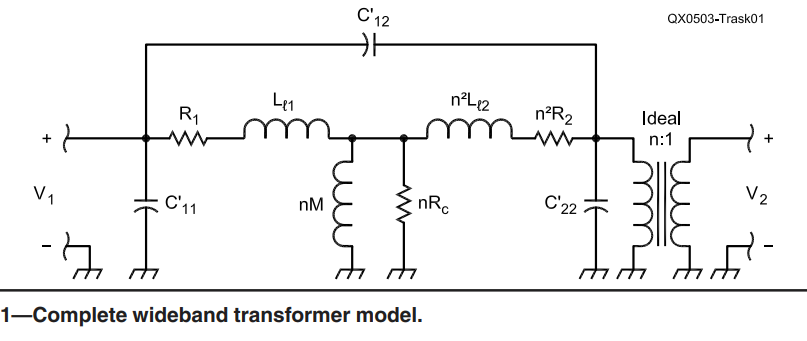 C'₁₂
QX0503-Trask01
R₁
Lℓ₁
n²Lℓ₂
n²R₂
Ideal
n:1
+
+
V₁
C'₁₁
nM
nRc
C'₂₂
V₂
-
-
1—Complete wideband transformer model.